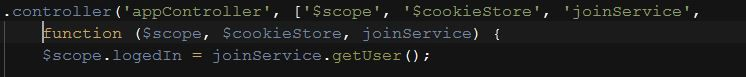 .controller('appController', ['$scope', '$cookieStore', 'joinService',
function ($scope, $cookieStore, joinService) {
$scope.logedIn = joinService.getUser();